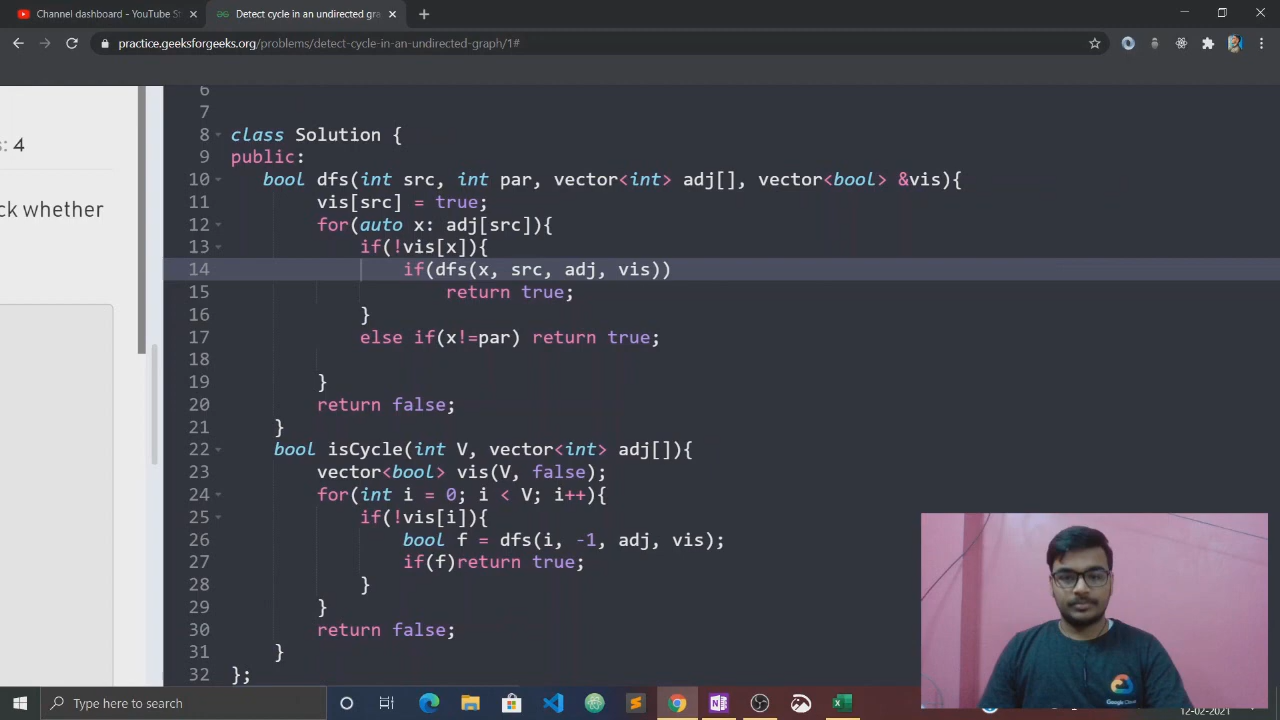 Channel dashboard - YouTube St
Detect cycle in an undirected gra
practice.geeksforgeeks.org/problems/detect-cycle-in-an-undirected-graph/1#
s: 4
ck whether
6
7
8 class Solution {
9 public:
10 bool dfs(int src, int par, vector<int> adj[], vector<bool> &vis){
11 vis[src] = true;
12 for(auto x: adj[src]){
13 if(!vis[x]){
14 if(dfs(x, src, adj, vis))
15 return true;
16 }
17 else if(x!=par) return true;
18
19 }
20 return false;
21 }
22 bool isCycle(int V, vector<int> adj[]){
23 vector<bool> vis(V, false);
24 for(int i = 0; i < V; i++){
25 if(!vis[i]){
26 bool f = dfs(i, -1, adj, vis);
27 if(f)return true;
28 }
29 }
30 return false;
31 }
32 };
Google Cloud
Type here to search
12-02-2021